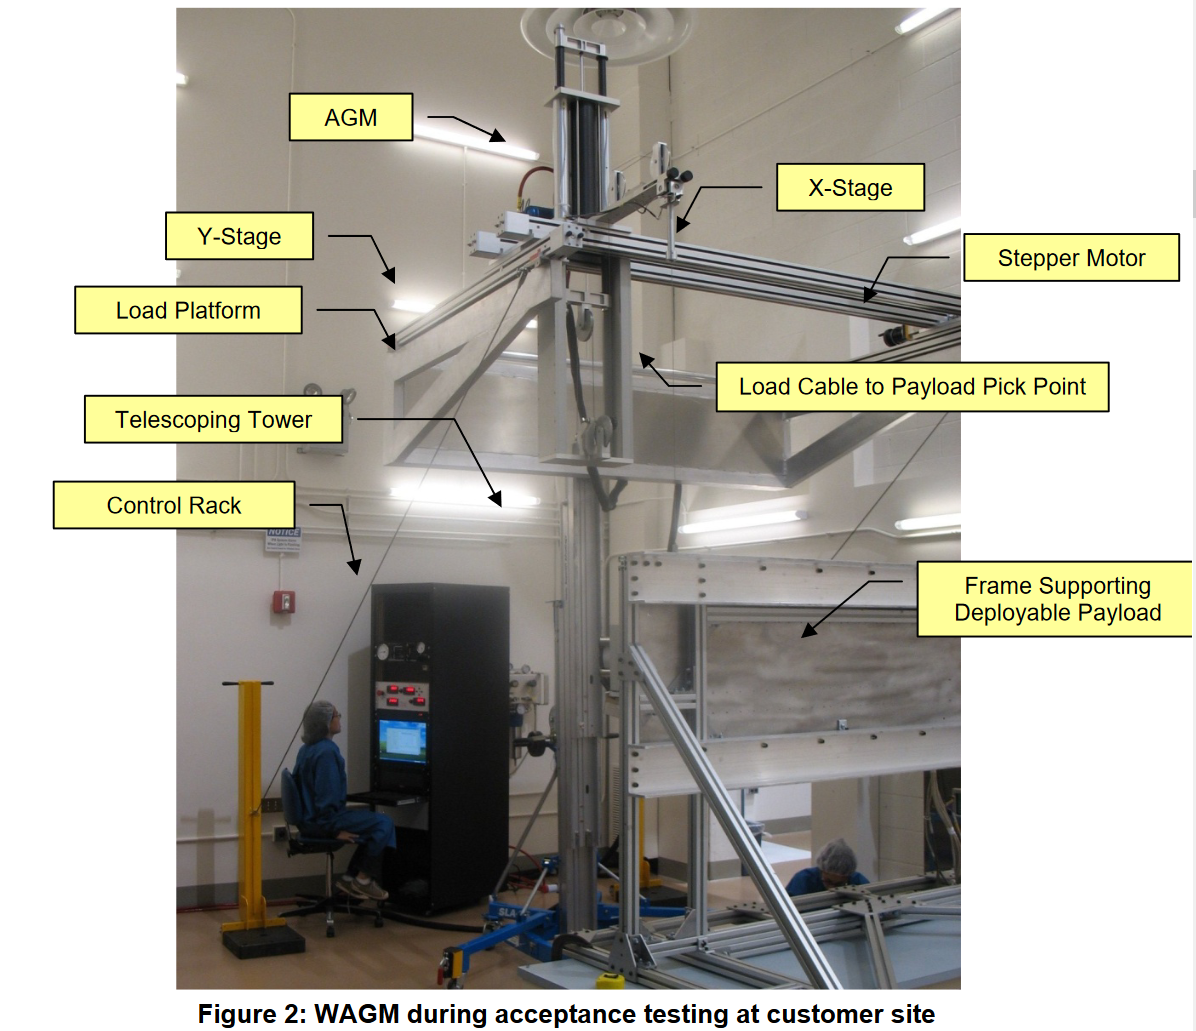 AGM
X-Stage
Y-Stage
Stepper Motor
Load Platform
Load Cable to Payload Pick Point
Telescoping Tower
Control Rack
NOTICE
Frame Supporting
Deployable Payload
SLA
Figure 2: WAGM during acceptance testing at customer site